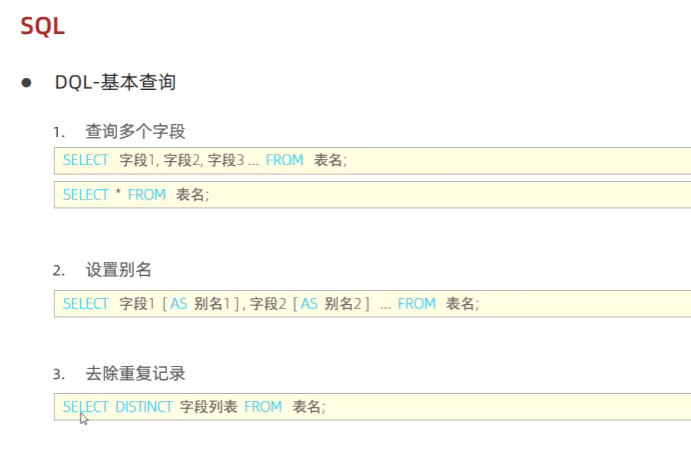 SQL
● DQL-基本查询
1. 查询多个字段
SELECT 字段1, 字段2, 字段3 ... FROM 表名;
SELECT * FROM 表名;
2. 设置别名
SELECT 字段1 [ AS 别名1 ] , 字段2 [ AS 别名2 ] ... FROM 表名;
3. 去除重复记录
SELECT DISTINCT 字段列表 FROM 表名;